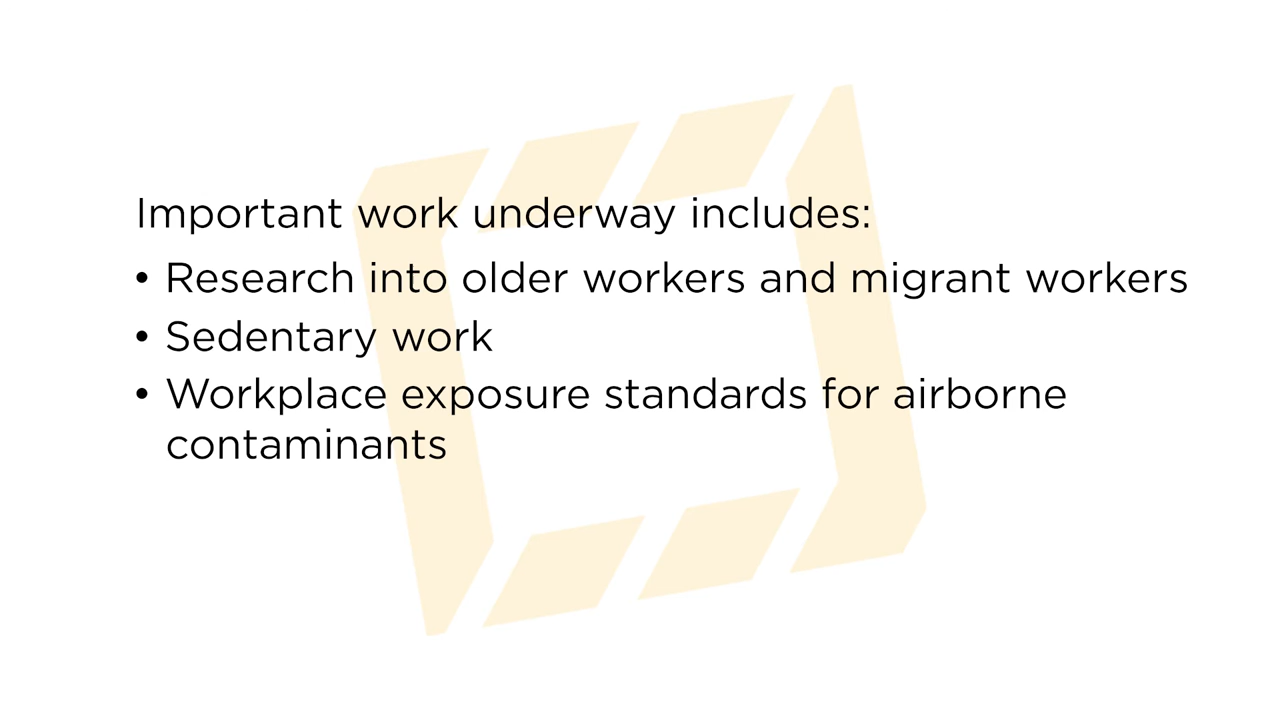 Important work underway includes:
• Research into older workers and migrant workers
• Sedentary work
• Workplace exposure standards for airborne
contaminants